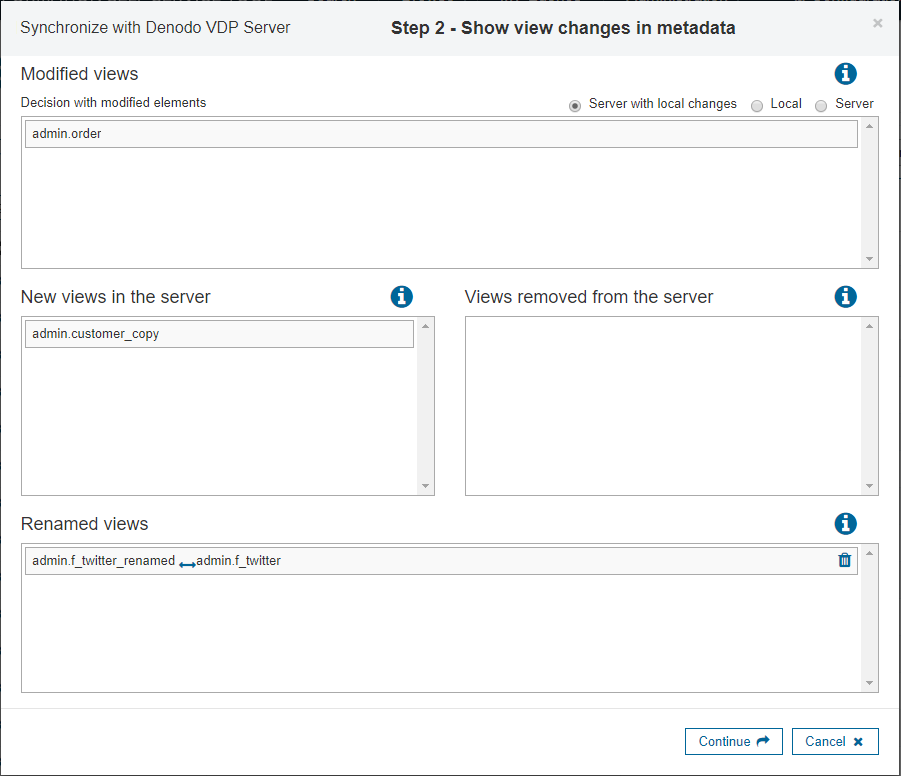 Synchronize with Denodo VDP Server
Step 2 - Show view changes in metadata
Modified views
Decision with modified elements
Server with local changes
Local
Server
admin.order
New views in the server
Views removed from the server
admin.customer_copy
Renamed views
admin.f_twitter_renamed admin.f_twitter
Continue
Cancel